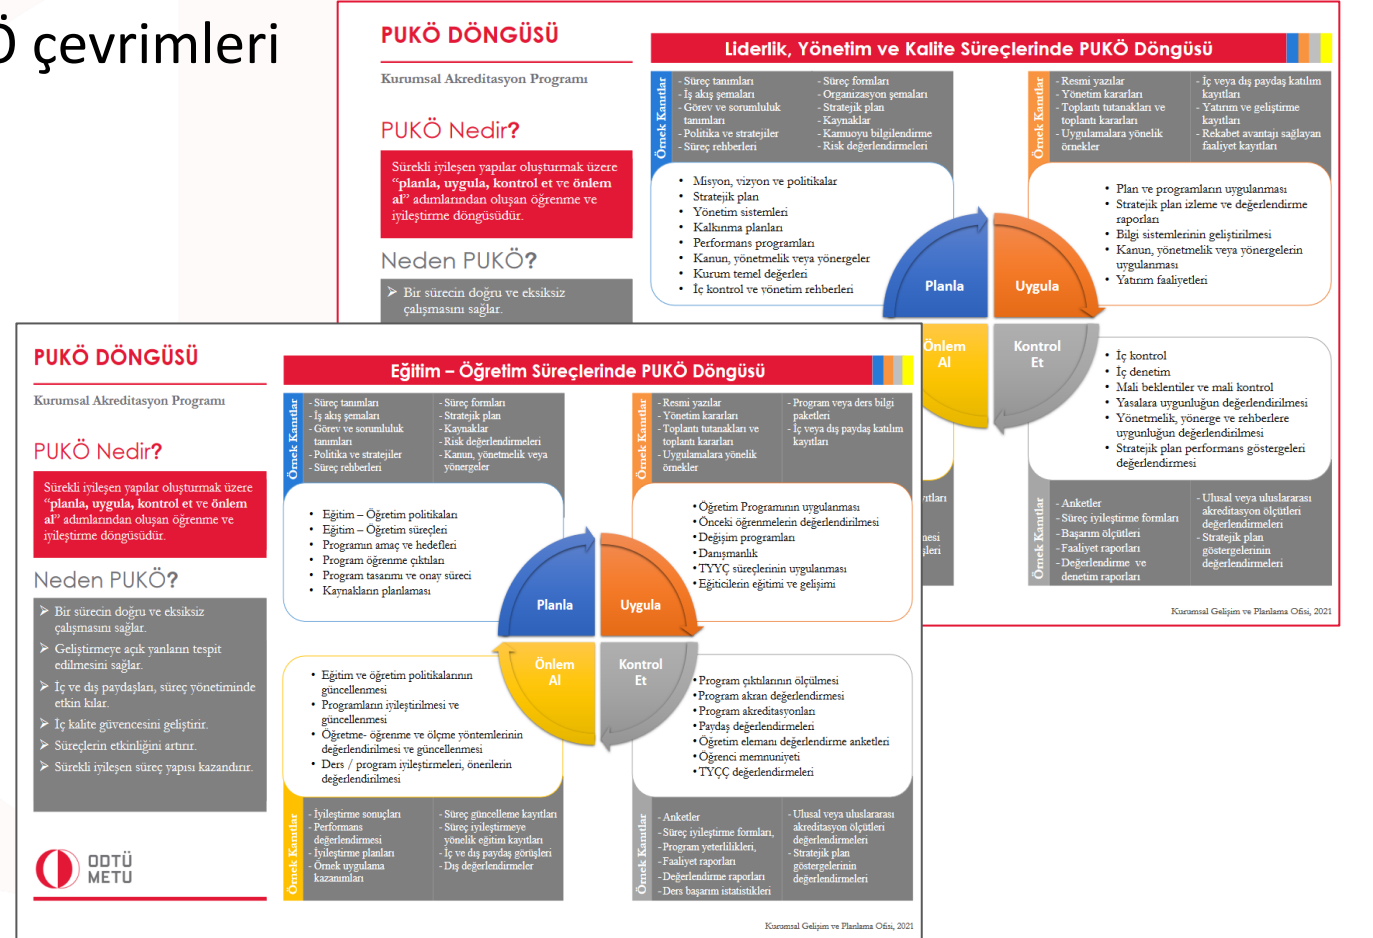 çevrimleri
PUKÖ DÖNGÜSÜ
Kurumsal Akreditasyon Programı
PUKÖ Nedir?
Sürekli iyileşen yapılar oluşturmak üzere
“planla, uygula, kontrol et ve önlem
al” adımlarından oluşan öğrenme ve
iyileştirme döngüsüdür.
Neden PUKÖ?
➢ Bir sürecin doğru ve eksiksiz
çalışmasını sağlar.
Liderlik, Yönetim ve Kalite Süreçlerinde PUKÖ Döngüsü
Örnek Kanıtlar
- Süreç tanımları
- İş akış şemaları
- Görev ve sorumluluk
tanımları
- Politika ve stratejiler
- Süreç rehberleri
- Süreç formları
- Organizasyon şemaları
- Stratejik plan
- Kaynaklar
- Kamuoyu bilgilendirme
- Risk değerlendirmeleri
• Misyon, vizyon ve politikalar
• Stratejik plan
• Yönetim sistemleri
• Kalkınma planları
• Performans programları
• Kanun, yönetmelik veya yönergeler
• Kurum temel değerleri
• İç kontrol ve yönetim rehberleri
Örnek Kanıtlar
- Resmi yazılar
- Yönetim kararları
- Toplantı tutanakları ve
toplantı kararları
- Uygulamalara yönelik
örnekler
- İç veya dış paydaş katılım
kayıtları
- Yatırım ve geliştirme
kayıtları
- Rekabet avantajı sağlayan
faaliyet kayıtları
• Plan ve programların uygulanması
• Stratejik plan izleme ve değerlendirme
raporları
• Bilgi sistemlerinin geliştirilmesi
• Kanun, yönetmelik veya yönergelerin
uygulanması
• Yatırım faaliyetleri
Planla
Uygula
Önlem
Al
Kontrol
Et
• İç kontrol
• İç denetim
• Mali beklentiler ve mali kontrol
• Yasalara uygunluğun değerlendirilmesi
• Yönetmelik, yönerge ve rehberlere
uygunluğun değerlendirilmesi
• Stratejik plan performans göstergeleri
değerlendirmesi
Örnek Kanıtlar
- Anketler
- Süreç iyileştirme formları
- Başarım ölçütleri
- Faaliyet raporları
- Değerlendirme ve
denetim raporları
- Ulusal veya uluslararası
akreditasyon ölçütleri
değerlendirmeleri
- Stratejik plan
göstergelerinin
değerlendirmeleri
Kurumsal Gelişim ve Planlama Ofisi, 2021
PUKÖ DÖNGÜSÜ
Kurumsal Akreditasyon Programı
PUKÖ Nedir?
Sürekli iyileşen yapılar oluşturmak üzere
“planla, uygula, kontrol et ve önlem
al” adımlarından oluşan öğrenme ve
iyileştirme döngüsüdür.
Neden PUKÖ?
➢ Bir sürecin doğru ve eksiksiz
çalışmasını sağlar.
➢ Geliştirmeye açık yanların tespit
edilmesini sağlar.
➢ İç ve dış paydaşları, süreç yönetiminde
etkin kılar.
➢ İç kalite güvencesini geliştirir.
➢ Süreçlerin etkinliğini artırır.
➢ Sürekli iyileşen süreç yapısı kazandırır.
ODTÜ
METU
Eğitim – Öğretim Süreçlerinde PUKÖ Döngüsü
Örnek Kanıtlar
- Süreç tanımları
- İş akış şemaları
- Görev ve sorumluluk
tanımları
- Politika ve stratejiler
- Süreç rehberleri
- Süreç formları
- Stratejik plan
- Kaynaklar
- Risk değerlendirmeleri
- Kanun, yönetmelik veya
yönergeler
• Eğitim – Öğretim politikaları
• Eğitim – Öğretim süreçleri
• Programın amaç ve hedefleri
• Program öğrenme çıktıları
• Program tasarımı ve onay süreci
• Kaynakların planlaması
Örnek Kanıtlar
- Resmi yazılar
- Yönetim kararları
- Toplantı tutanakları ve
toplantı kararları
- Uygulamalara yönelik
örnekler
- Program veya ders bilgi
paketleri
- İç veya dış paydaş katılım
kayıtları
• Öğretim Programının uygulanması
• Önceki öğrenmelerin değerlendirilmesi
• Değişim programları
• Danışmanlık
• TYYÇ süreçlerinin uygulanması
• Eğiticilerin eğitimi ve gelişimi
Planla
Uygula
Önlem
Al
Kontrol
Et
• Eğitim ve öğretim politikalarının
güncellenmesi
• Programların iyileştirilmesi ve
güncellenmesi
• Öğretme- öğrenme ve ölçme yöntemlerinin
değerlendirilmesi ve güncellenmesi
• Ders / program iyileştirmeleri, önerilerin
değerlendirilmesi
Örnek Kanıtlar
- İyileştirme sonuçları
- Performans
değerlendirmesi
- İyileştirme planları
- Örnek uygulama
kazanımları
- Süreç güncelleme kayıtları
- Süreç iyileştirmeye
yönelik eğitim kayıtları
- İç ve dış paydaş görüşleri
- Dış değerlendirmeler
• Program çıktılarının ölçülmesi
• Program akran değerlendirmesi
• Program akreditasyonları
• Paydaş değerlendirmeleri
• Öğretim elemanı değerlendirme anketleri
• Öğrenci memnuniyeti
• TYÇÇ değerlendirmeleri
Örnek Kanıtlar
- Anketler
- Süreç iyileştirme formları,
- Program yeterlilikleri,
- Faaliyet raporları
- Değerlendirme raporları
- Ders başarım istatistikleri
- Ulusal veya uluslararası
akreditasyon ölçütleri
değerlendirmeleri
- Stratejik plan
göstergelerinin
değerlendirmeleri
Kurumsal Gelişim ve Planlama Ofisi, 2021